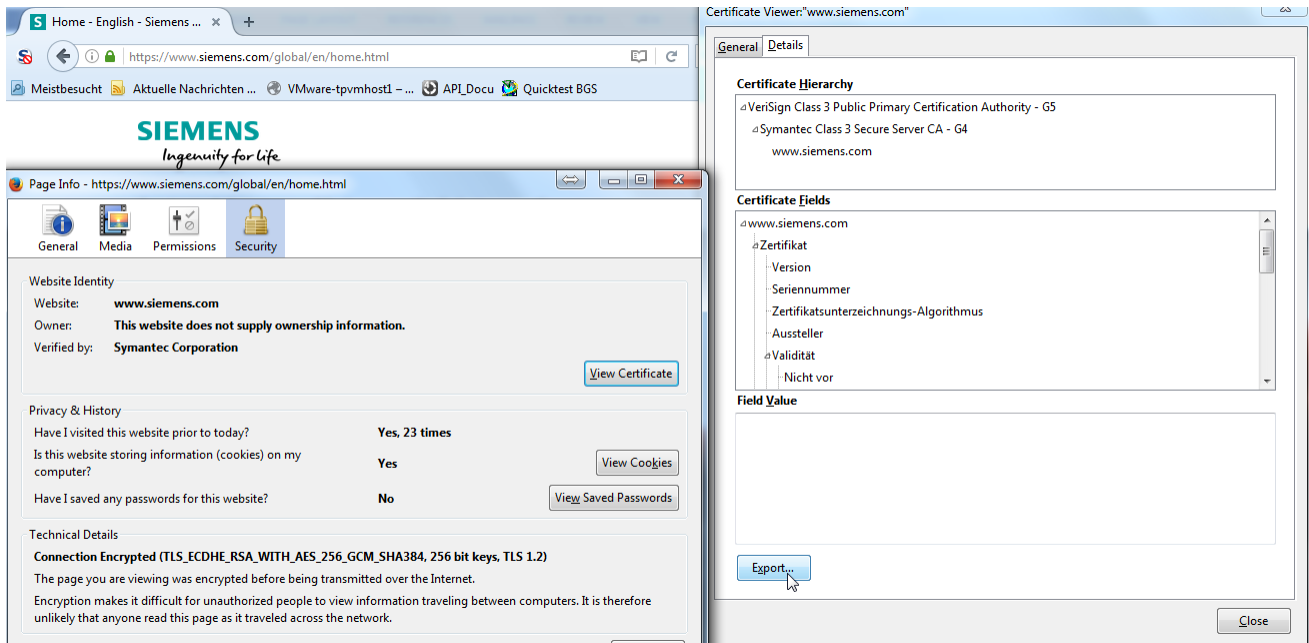 S Home - English - Siemens ... × +
https://www.siemens.com/global/en/home.html
Meistbesucht Aktuelle Nachrichten ... VMware-tpvmhost1 – ... API_Docu Quicktest BGS
SIEMENS
Ingenuity for life
Page Info - https://www.siemens.com/global/en/home.html
General Media Permissions Security
Website Identity
Website: www.siemens.com
Owner: This website does not supply ownership information.
Verified by: Symantec Corporation
View Certificate
Privacy & History
Have I visited this website prior to today? Yes, 23 times
Is this website storing information (cookies) on my
computer?
Yes
View Cookies
Have I saved any passwords for this website? No View Saved Passwords
Technical Details
Connection Encrypted (TLS_ECDHE_RSA_WITH_AES_256_GCM_SHA384, 256 bit keys, TLS 1.2)
The page you are viewing was encrypted before being transmitted over the Internet.
Encryption makes it difficult for unauthorized people to view information traveling between computers. It is therefore
unlikely that anyone read this page as it traveled across the network.
Certificate Viewer:"www.siemens.com"
General Details
Certificate Hierarchy
VeriSign Class 3 Public Primary Certification Authority - G5
Symantec Class 3 Secure Server CA - G4
www.siemens.com
Certificate Fields
www.siemens.com
Zertifikat
Version
Seriennummer
Zertifikatsunterzeichnungs-Algorithmus
Aussteller
Validität
Nicht vor
Field Value
Export...
Close